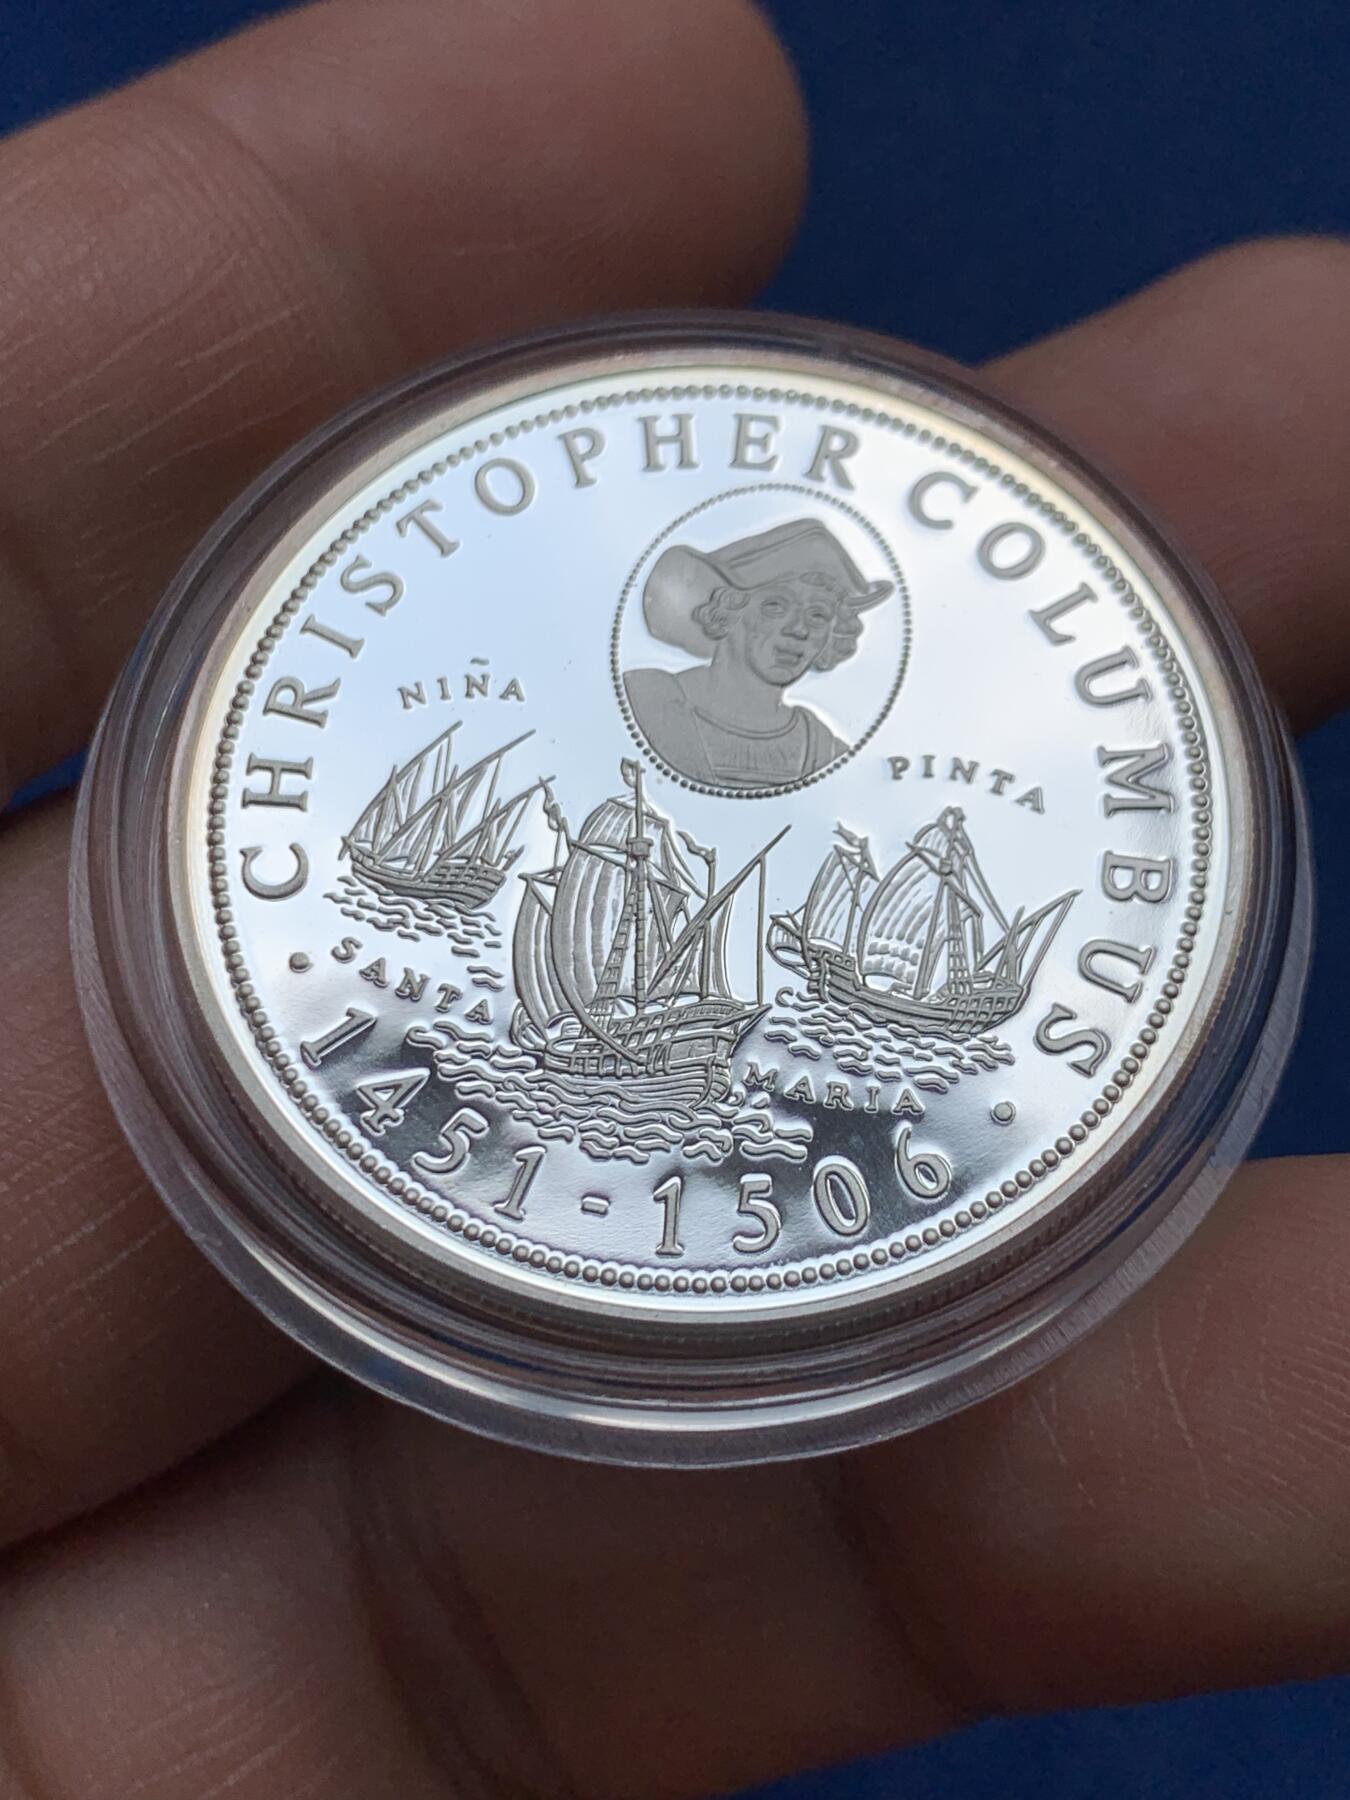 CHRISTOPHER COLUMBUS
NIÑA
PINTA
SANTA MARIA
• 1451 - 1506 •